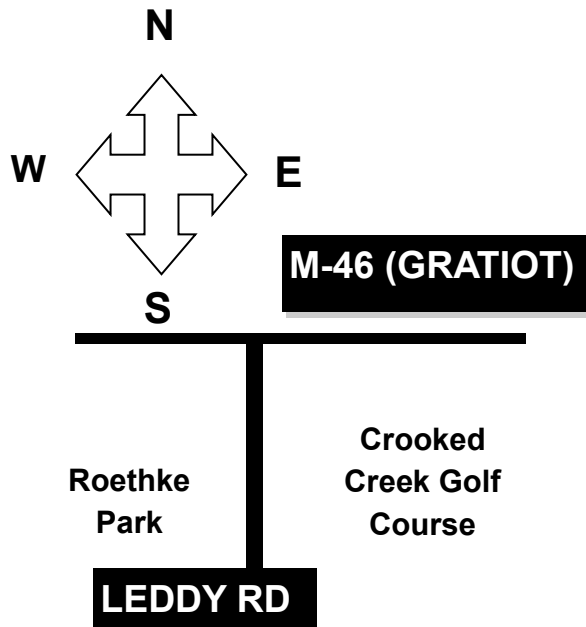 N
W
E
S
M-46 (GRATIOT)
Roethke
Park
Crooked
Creek Golf
Course
LEDDY RD